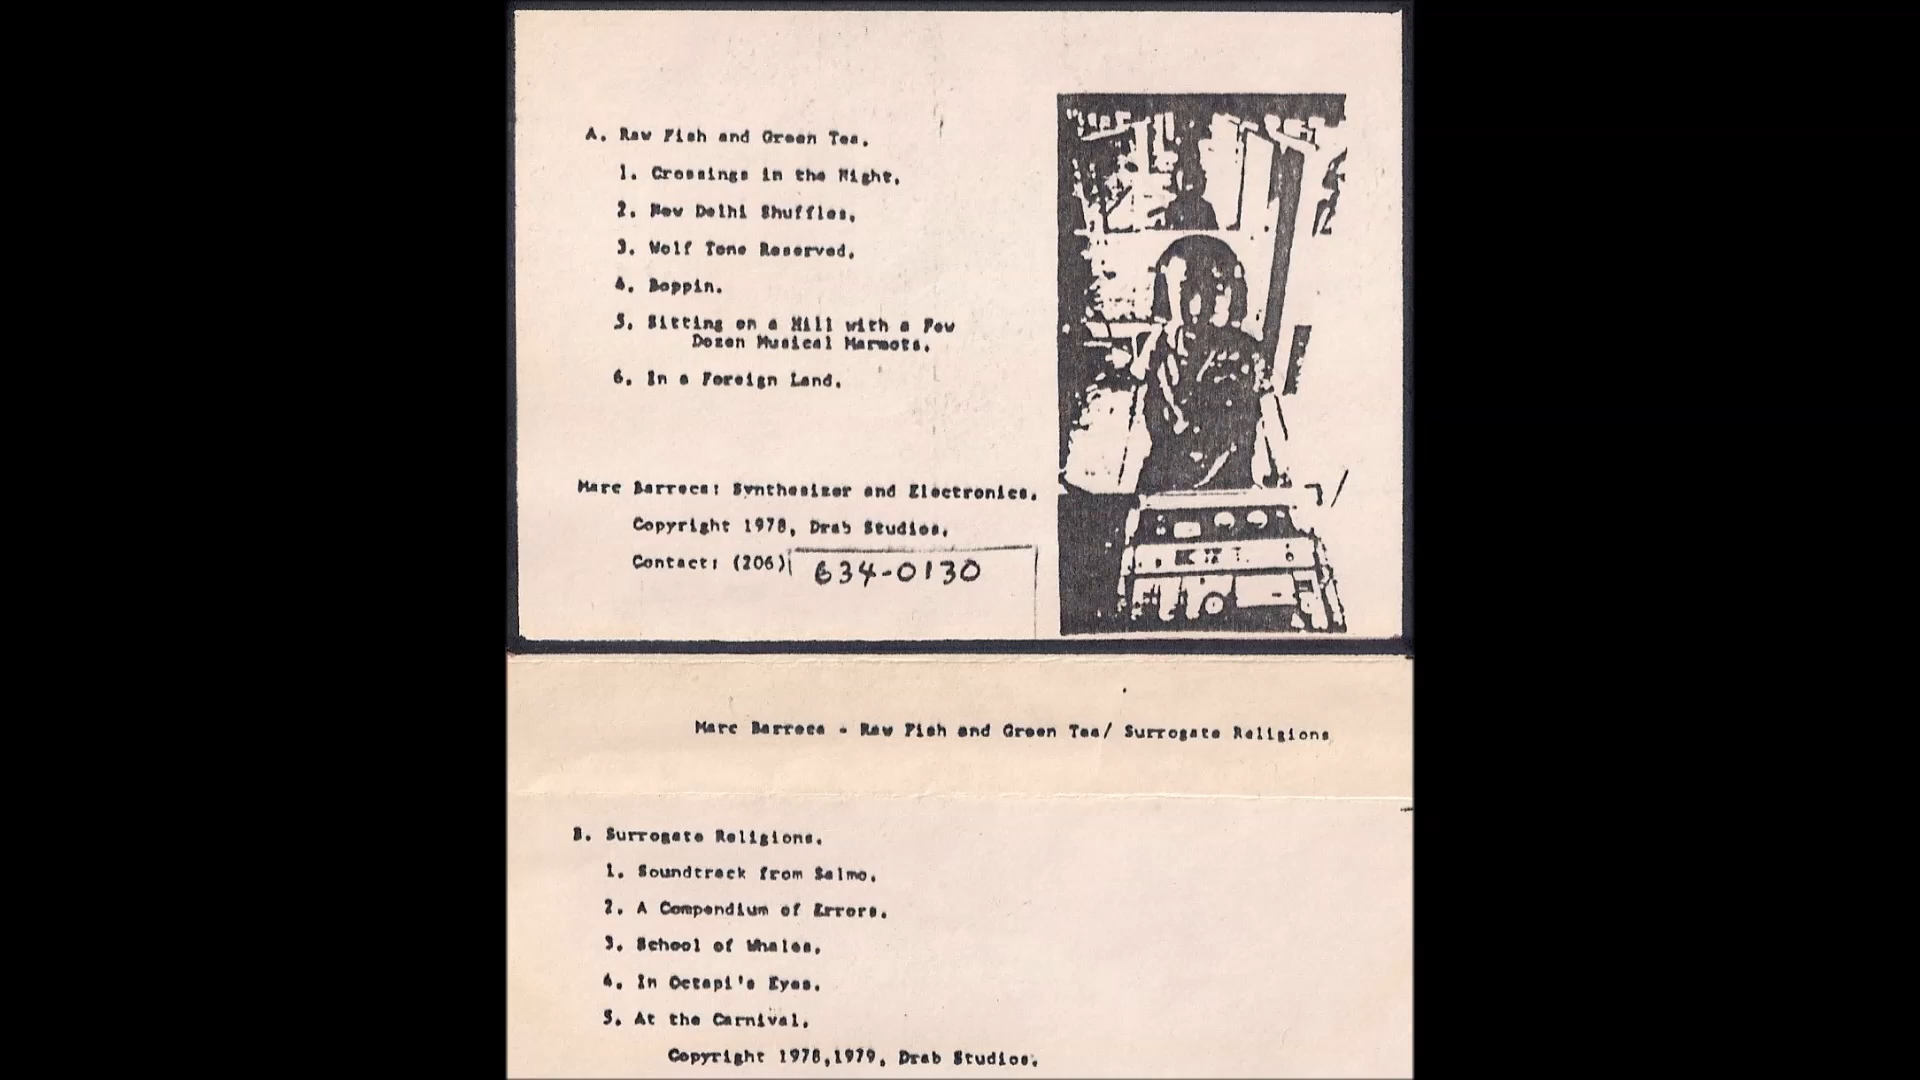 A. Raw Fish and Green Tea.
1. Crossings in the Night.
2. New Delhi Shuffles.
3. Wolf Tone Reserved.
4. Boppin.
5. Sitting on a Hill with a Few
Dozen Musical Marmots.
6. In a Foreign Land.
Marc Barreca: Synthesizer and Electronics.
Copyright 1978, Drab Studios.
Contact: (206) 634-0130
Marc Barreca - Raw Fish and Green Tea/ Surrogate Religions
B. Surrogate Religions.
1. Soundtrack from Salmo.
2. A Compendium of Errors.
3. School of Whales.
4. In Octapi's Eyes.
5. At the Carnival.
Copyright 1978,1979, Drab Studios.